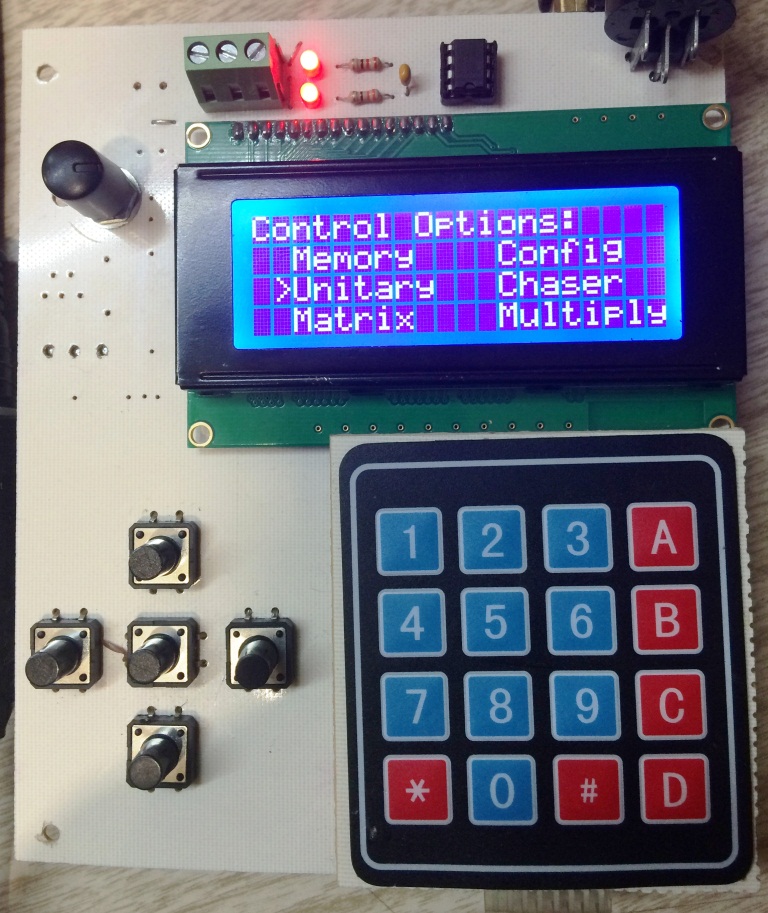 Control Options:
Memory Config
>Unitary Chaser
Matrix Multiply
1 2 3 A
4 5 6 B
7 8 9 C
* 0 # D